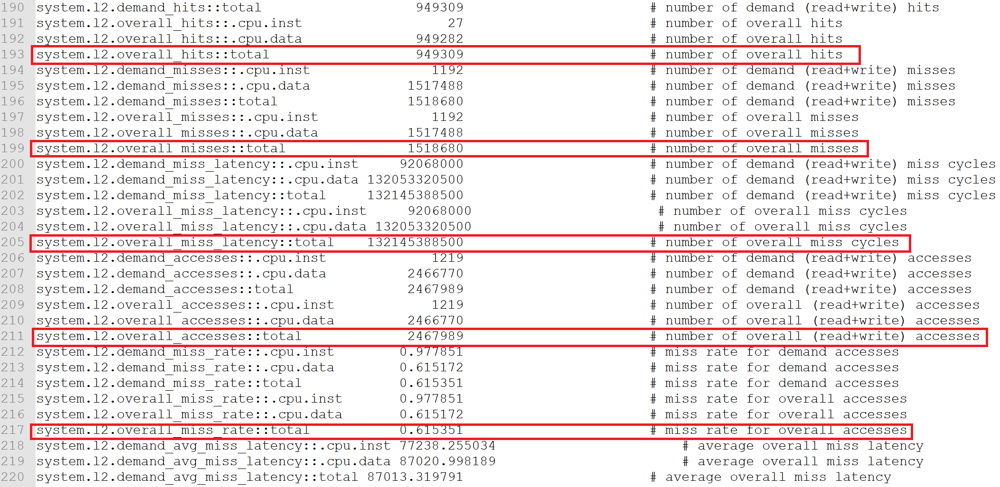 190 system.l2.demand_hits::total 949309 # number of demand (read+write) hits
191 system.l2.overall_hits::.cpu.inst 27 # number of overall hits
192 system.l2.overall_hits::.cpu.data 949282 # number of overall hits
193 system.l2.overall_hits::total 949309 # number of overall hits
194 system.l2.demand_misses::.cpu.inst 1192 # number of demand (read+write) misses
195 system.l2.demand_misses::.cpu.data 1517488 # number of demand (read+write) misses
196 system.l2.demand_misses::total 1518680 # number of demand (read+write) misses
197 system.l2.overall_misses::.cpu.inst 1192 # number of overall misses
198 system.l2.overall_misses::.cpu.data 1517488 # number of overall misses
199 system.l2.overall_misses::total 1518680 # number of overall misses
200 system.l2.demand_miss_latency::.cpu.inst 92068000 # number of demand (read+write) miss cycles
201 system.l2.demand_miss_latency::.cpu.data 132053320500 # number of demand (read+write) miss cycles
202 system.l2.demand_miss_latency::total 132145388500 # number of demand (read+write) miss cycles
203 system.l2.overall_miss_latency::.cpu.inst 92068000 # number of overall miss cycles
204 system.l2.overall_miss_latency::.cpu.data 132053320500 # number of overall miss cycles
205 system.l2.overall_miss_latency::total 132145388500 # number of overall miss cycles
206 system.l2.demand_accesses::.cpu.inst 1219 # number of demand (read+write) accesses
207 system.l2.demand_accesses::.cpu.data 2466770 # number of demand (read+write) accesses
208 system.l2.demand_accesses::total 2467989 # number of demand (read+write) accesses
209 system.l2.overall_accesses::.cpu.inst 1219 # number of overall (read+write) accesses
210 system.l2.overall_accesses::.cpu.data 2466770 # number of overall (read+write) accesses
211 system.l2.overall_accesses::total 2467989 # number of overall (read+write) accesses
212 system.l2.demand_miss_rate::.cpu.inst 0.977851 # miss rate for demand accesses
213 system.l2.demand_miss_rate::.cpu.data 0.615172 # miss rate for demand accesses
214 system.l2.demand_miss_rate::total 0.615351 # miss rate for demand accesses
215 system.l2.overall_miss_rate::.cpu.inst 0.977851 # miss rate for overall accesses
216 system.l2.overall_miss_rate::.cpu.data 0.615172 # miss rate for overall accesses
217 system.l2.overall_miss_rate::total 0.615351 # miss rate for overall accesses
218 system.l2.demand_avg_miss_latency::.cpu.inst 77238.255034 # average overall miss latency
219 system.l2.demand_avg_miss_latency::.cpu.data 87020.998189 # average overall miss latency
220 system.l2.demand_avg_miss_latency::total 87013.319791 # average overall miss latency